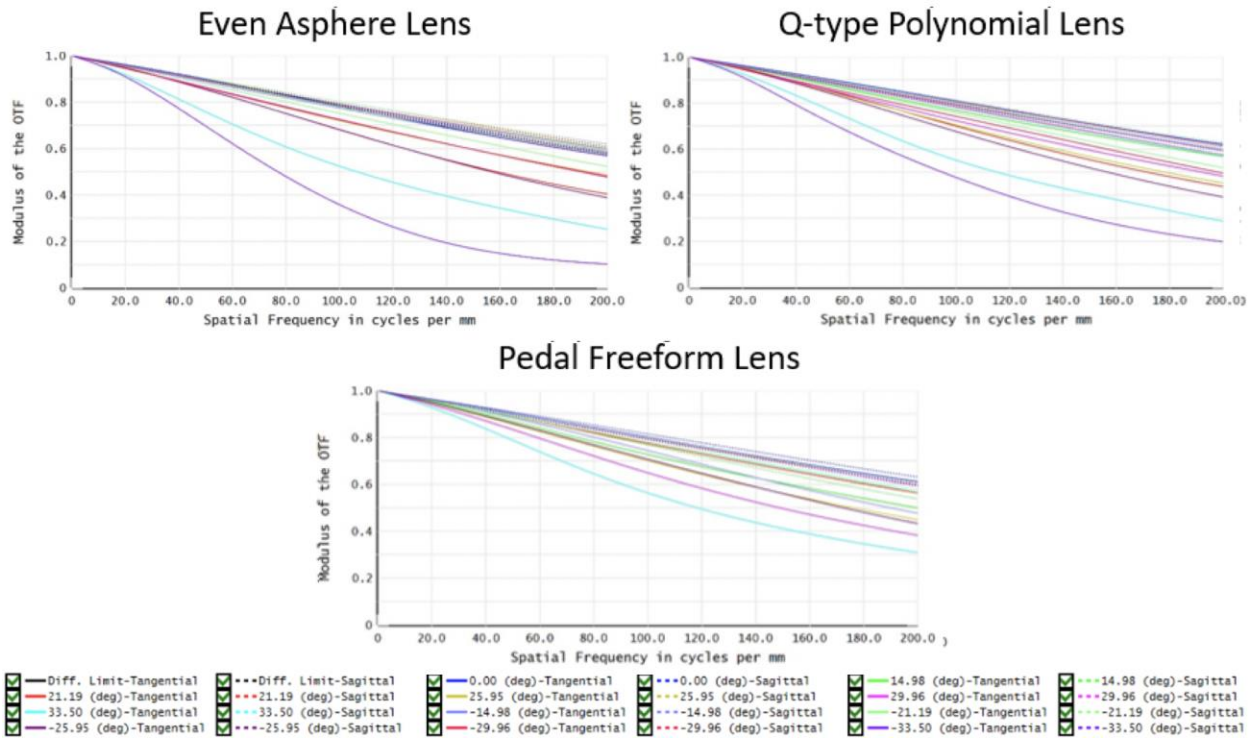 Even Asphere Lens
Q-type Polynomial Lens
1.0
0.8
0.6
0.4
0.2
0
Modulus of the OTF
0 20.0 40.0 60.0 80.0 100.0 120.0 140.0 160.0 180.0 200.0
Spatial Frequency in cycles per mm
1.0
0.8
0.6
0.4
0.2
0
Modulus of the OTF
0 20.0 40.0 60.0 80.0 100.0 120.0 140.0 160.0 180.0 200.0
Spatial Frequency in cycles per mm
Pedal Freeform Lens
1.0
0.8
0.6
0.4
0.2
0
Modulus of the OTF
0 20.0 40.0 60.0 80.0 100.0 120.0 140.0 160.0 180.0 200.0
Spatial Frequency in cycles per mm
Diff. Limit-Tangential Diff. Limit-Sagittal 0.00 (deg)-Tangential 0.00 (deg)-Sagittal 14.98 (deg)-Tangential 14.98 (deg)-Sagittal
21.19 (deg)-Tangential 21.19 (deg)-Sagittal 25.95 (deg)-Tangential 25.95 (deg)-Sagittal 29.96 (deg)-Tangential 29.96 (deg)-Sagittal
33.50 (deg)-Tangential 33.50 (deg)-Sagittal -14.98 (deg)-Tangential -14.98 (deg)-Sagittal -21.19 (deg)-Tangential -21.19 (deg)-Sagittal
-25.95 (deg)-Tangential -25.95 (deg)-Sagittal -29.96 (deg)-Tangential -29.96 (deg)-Sagittal -33.50 (deg)-Tangential -33.50 (deg)-Sagittal